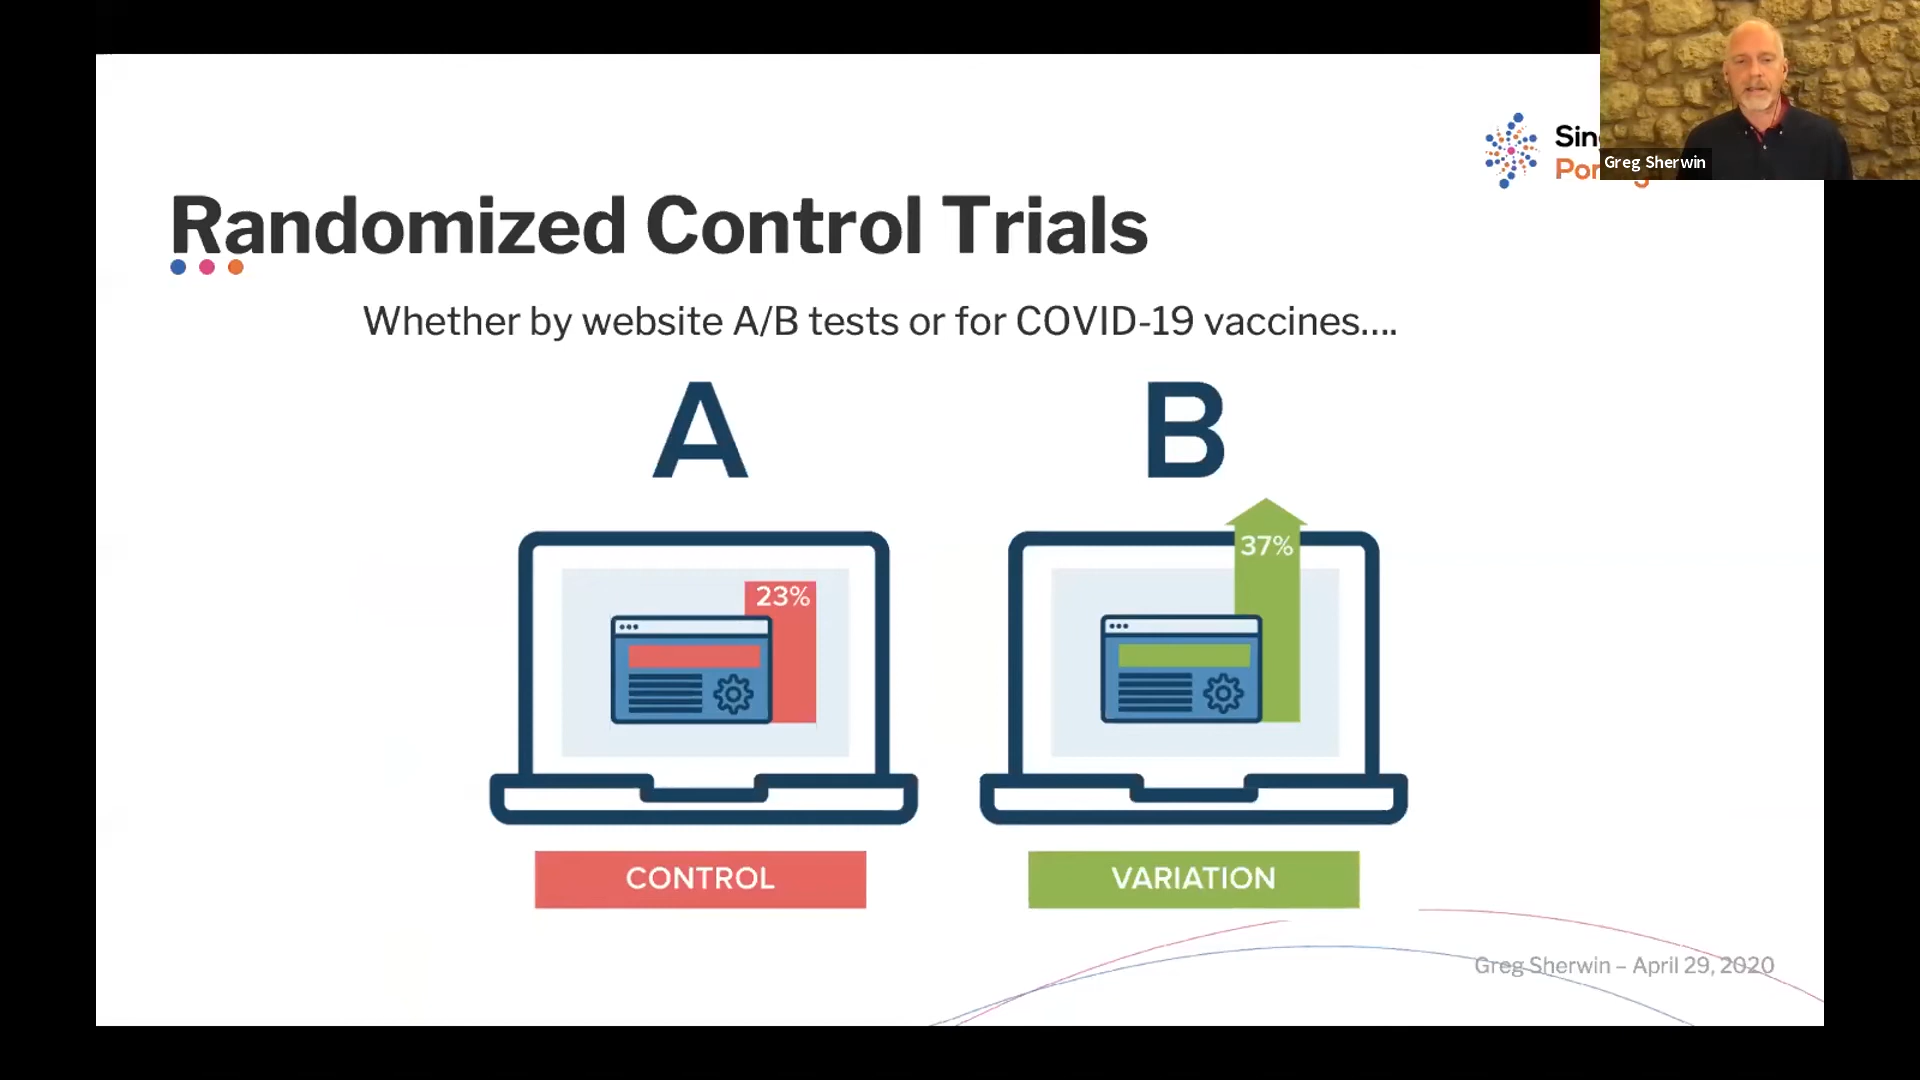 Sin
Greg Sherwin
Randomized Control Trials
Whether by website A/B tests or for COVID-19 vaccines....
A
B
37%
23%
CONTROL
VARIATION
Greg Sherwin – April 29, 2020